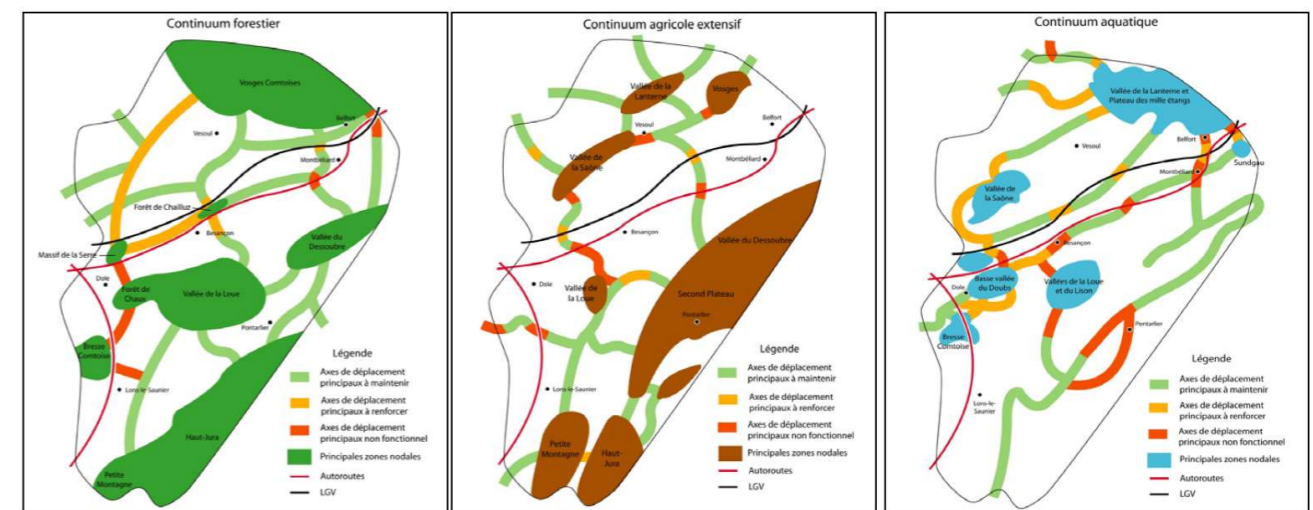 Continuum forestier
Vosges Comtoises
Vesoul
Belfort
Montbéliard
Forêt de Chailluz
Besançon
Massif de la Serre
Vallée du
Dessoubre
Dole
Forêt de
Chaux
Vallée de la Loue
Pontarlier
Bresse
Comtoise
Lons-le-Saunier
Haut-Jura
Petite
Montagne
Légende
Axes de déplacement
principaux à maintenir
Axes de déplacement
principaux à renforcer
Axes de déplacement
principaux non fonctionnel
Principales zones nodales
Autoroutes
LGV
Continuum agricole extensif
Vallée de la
Lanterne
Vosges
Vesoul
Belfort
Vallée de
la Saône
Montbéliard
Besançon
Vallée du Dessoubre
Dole
Vallée de
la Loue
Second Plateau
Pontarlier
Lons-le-Saunier
Petite
Montagne
Haut-
Jura
Légende
Axes de déplacement
principaux à maintenir
Axes de déplacement
principaux à renforcer
Axes de déplacement
principaux non fonctionnel
Principales zones nodales
Autoroutes
LGV
Continuum aquatique
Vallée de la Lanterne et
Plateau des mille étangs
Belfort
Vesoul
Sundgau
Montbéliard
Vallée de
la Saône
Besançon
Basse vallée
du Doubs
Dole
Vallées de la Loue
et du Lison
Bresse
Comtoise
Pontarlier
Lons-le-
Saunier
Légende
Axes de déplacement
principaux à maintenir
Axes de déplacement
principaux à renforcer
Axes de déplacement
principaux non fonctionnel
Principales zones nodales
Autoroutes
LGV